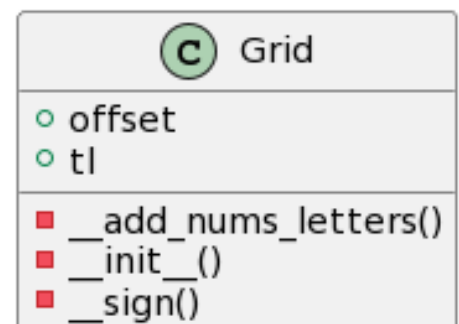 C Grid
offset
tl
__add_nums_letters()
__init__()
__sign()